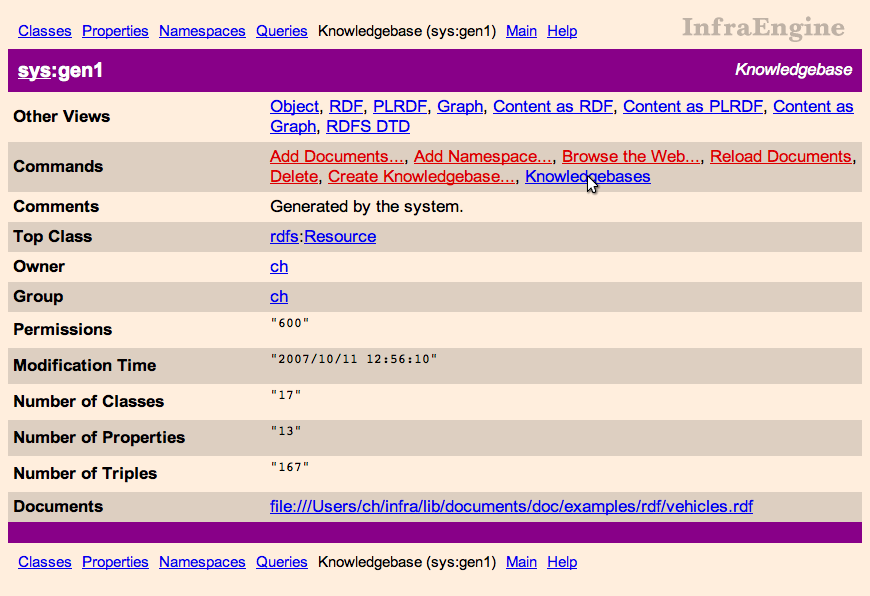 Classes Properties Namespaces Queries Knowledgebase (sys:gen1) Main Help InfraEngine
sys:gen1 Knowledgebase
Other Views Object, RDF, PLRDF, Graph, Content as RDF, Content as PLRDF, Content as
Graph, RDFS DTD
Commands Add Documents..., Add Namespace..., Browse the Web..., Reload Documents,
Delete, Create Knowledgebase..., Knowledgebases
Comments Generated by the system.
Top Class rdfs:Resource
Owner ch
Group ch
Permissions "600"
Modification Time "2007/10/11 12:56:10"
Number of Classes "17"
Number of Properties "13"
Number of Triples "167"
Documents file:///Users/ch/infra/lib/documents/doc/examples/rdf/vehicles.rdf
Classes Properties Namespaces Queries Knowledgebase (sys:gen1) Main Help